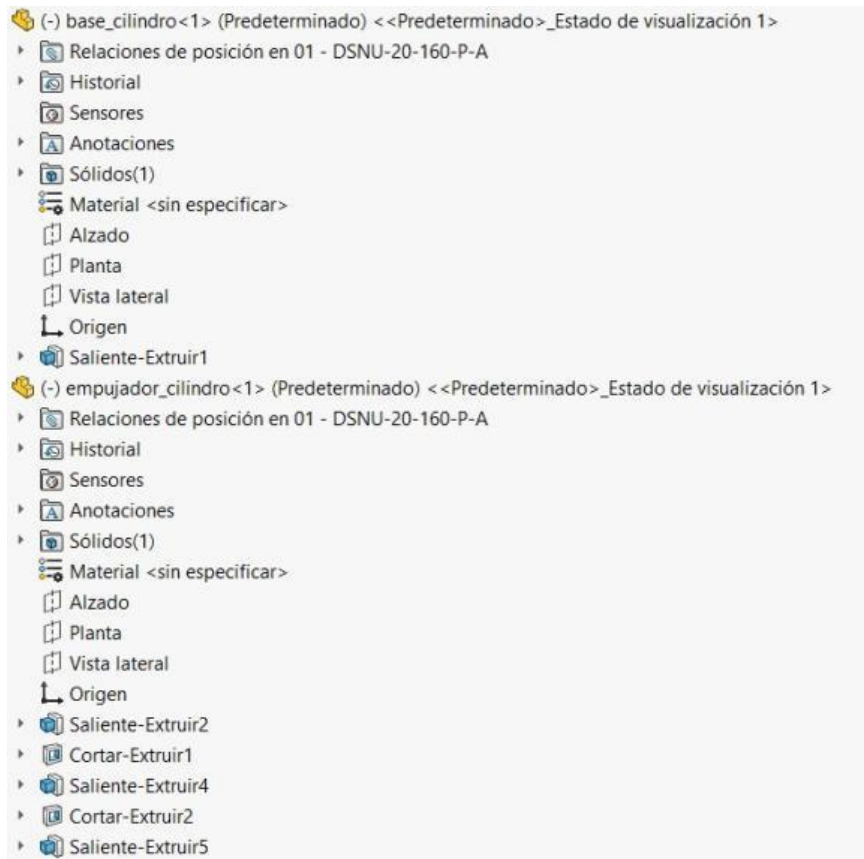 (-) base_cilindro<1> (Predeterminado) <<Predeterminado>_Estado de visualización 1>
Relaciones de posición en 01 - DSNU-20-160-P-A
Historial
Sensores
Anotaciones
Sólidos(1)
Material <sin especificar>
Alzado
Planta
Vista lateral
Origen
Saliente-Extruir1
(-) empujador_cilindro<1> (Predeterminado) <<Predeterminado>_Estado de visualización 1>
Relaciones de posición en 01 - DSNU-20-160-P-A
Historial
Sensores
Anotaciones
Sólidos(1)
Material <sin especificar>
Alzado
Planta
Vista lateral
Origen
Saliente-Extruir2
Cortar-Extruir1
Saliente-Extruir4
Cortar-Extruir2
Saliente-Extruir5